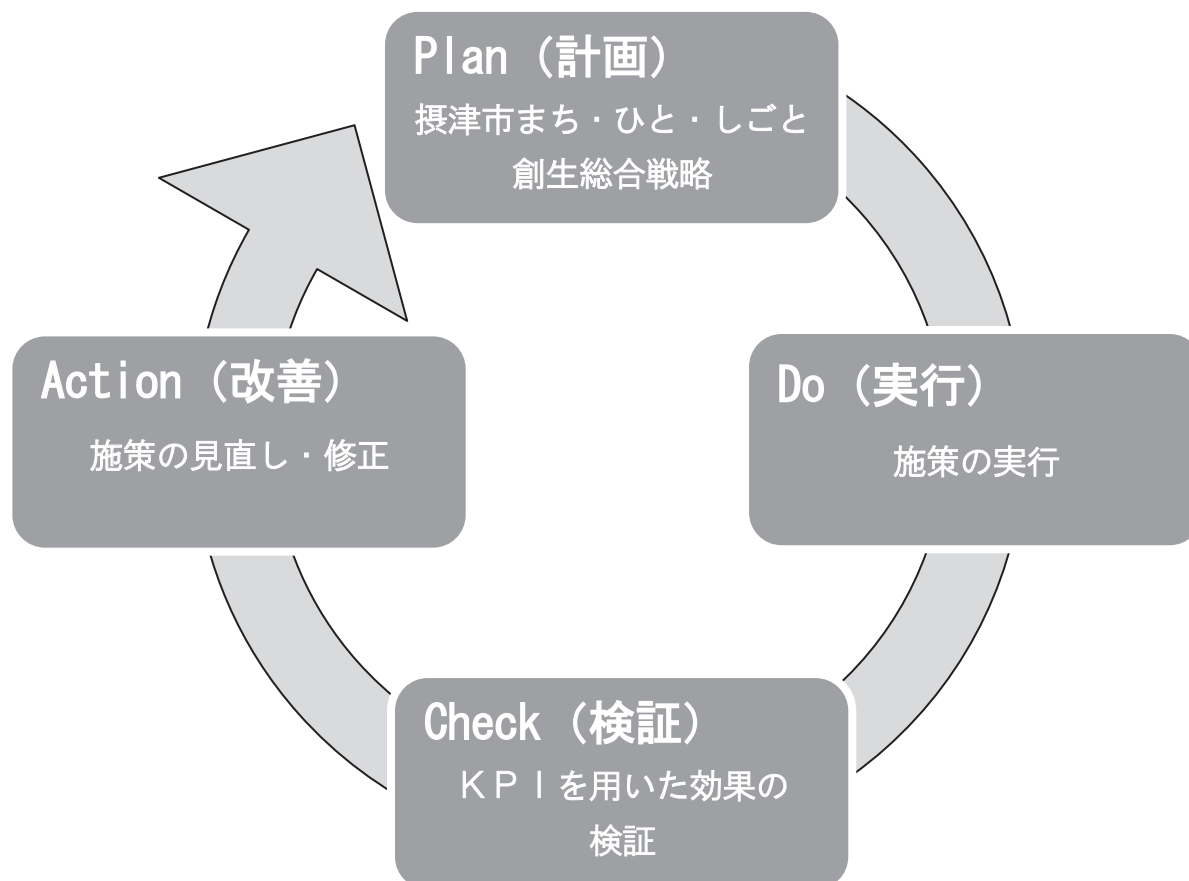 Plan（計画）
摂津市まち・ひと・しごと
創生総合戦略
Action（改善）
施策の見直し・修正
Do（実行）
施策の実行
Check（検証）
ＫＰＩを用いた効果の
検証